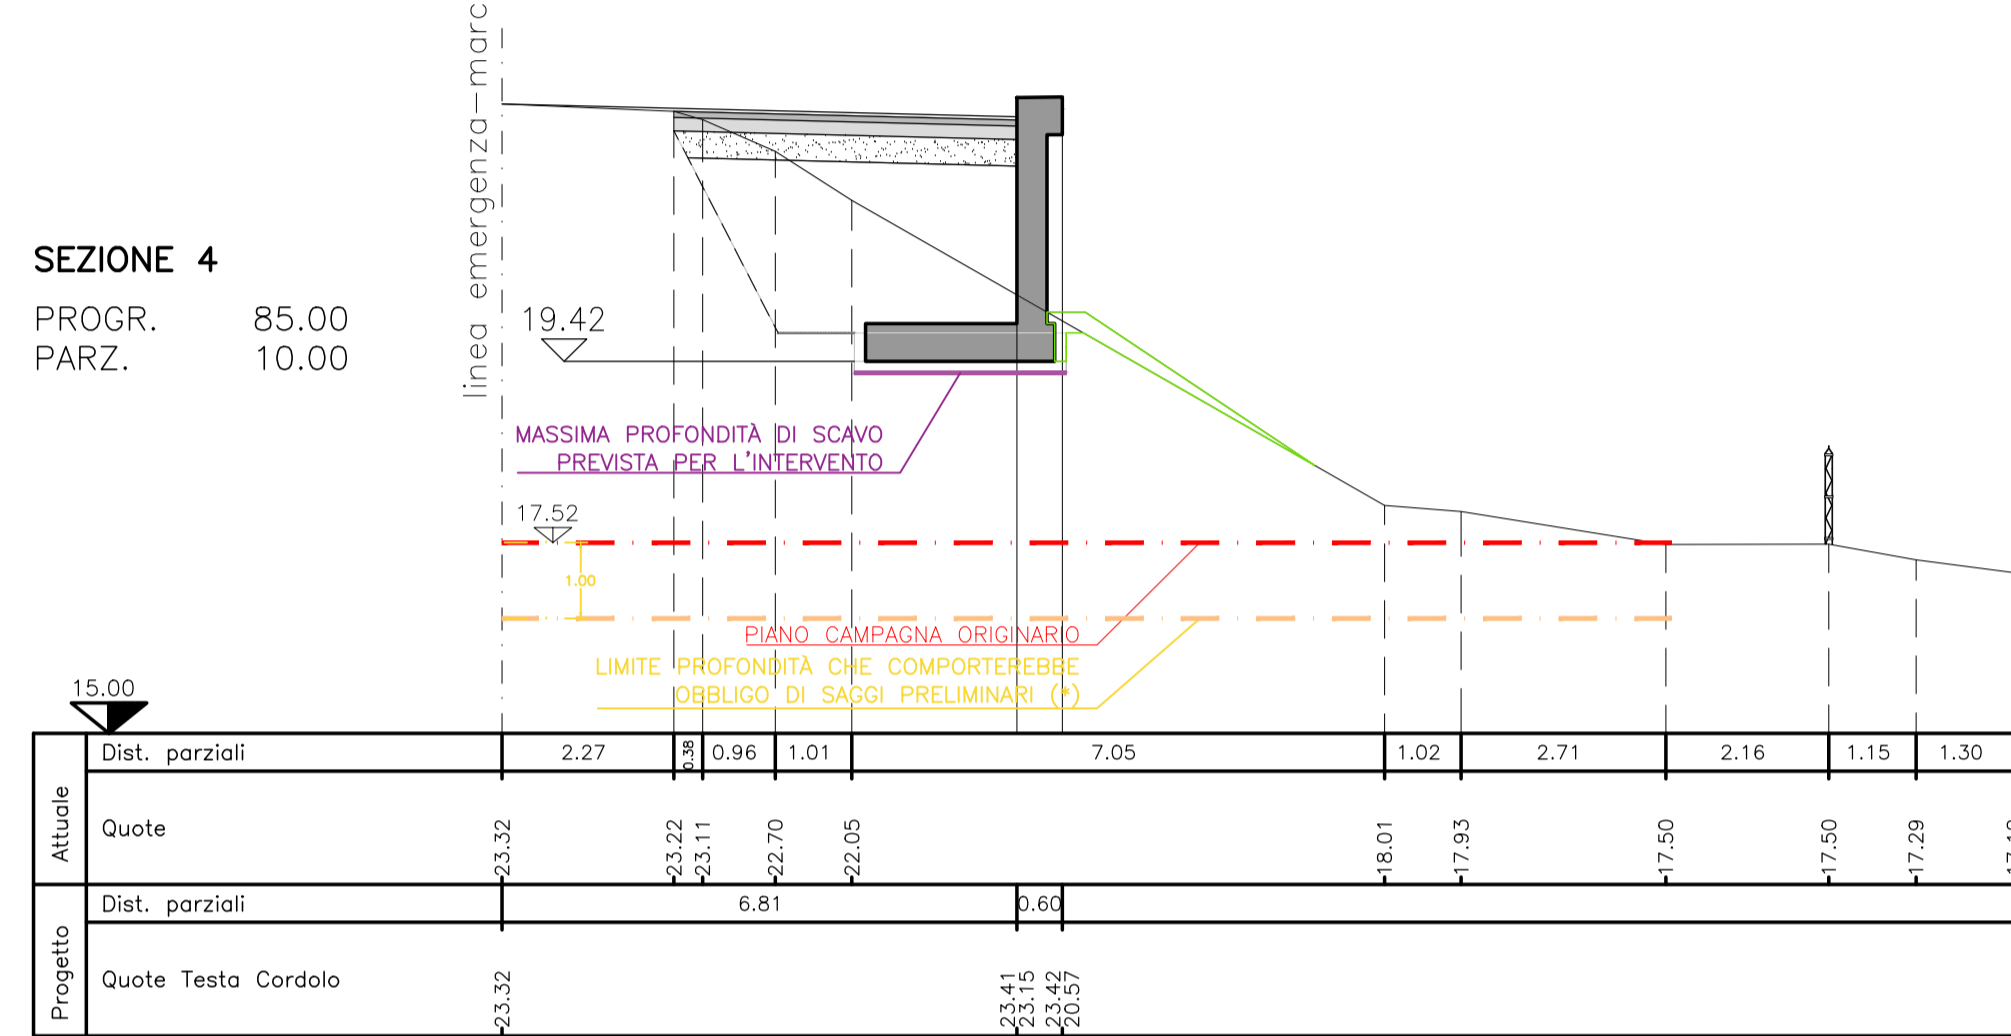 linea emergenza-marc
SEZIONE 4
PROGR. 85.00
PARZ. 10.00
19.42
MASSIMA PROFONDITÀ DI SCAVO
PREVISTA PER L'INTERVENTO
17.52
1.00
PIANO CAMPAGNA ORIGINARIO
LIMITE PROFONDITÀ CHE COMPORTEREBBE
OBBLIGO DI SAGGI PRELIMINARI (*)
15.00
Attuale
Dist. parziali 2.27 0.38 0.96 1.01 7.05 1.02 2.71 2.16 1.15 1.30
Quote 23.32 23.22 23.11 22.70 22.05 18.01 17.93 17.50 17.50 17.29
Progetto
Dist. parziali 6.81 0.60
Quote Testa Cordolo 23.32 23.41 23.15 23.42 20.57